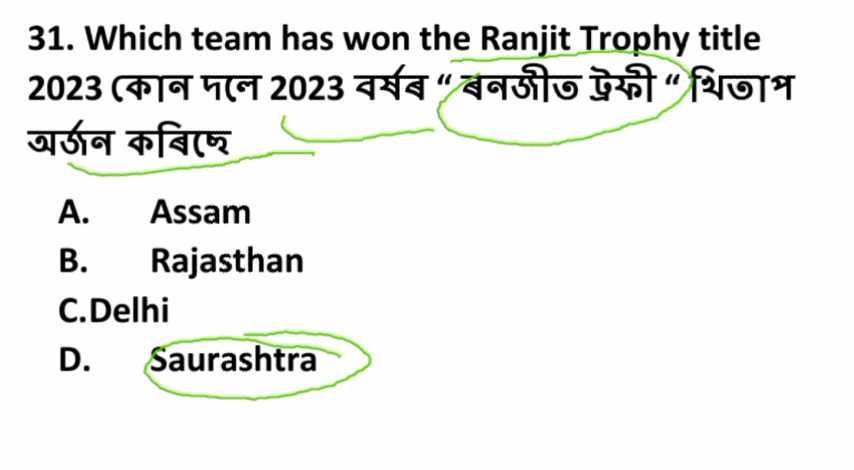 31. Which team has won the Ranjit Trophy title
2023 কোন দলে 2023 বৰ্ষৰ “ ৰনজীত ট্ৰফী “ খিতাপ
অৰ্জন কৰিছে
A. Assam
B. Rajasthan
C.Delhi
D. Saurashtra